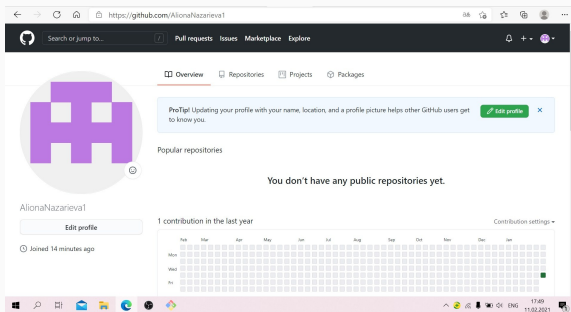 https://github.com/AlionaNazarieva1
Search or jump to...
/
Pull requests Issues Marketplace Explore
Overview Repositories Projects Packages
ProTip! Updating your profile with your name, location, and a profile picture helps other GitHub users get
to know you.
Edit profile
Popular repositories
You don't have any public repositories yet.
AlionaNazarieva1
Edit profile
Joined 14 minutes ago
1 contribution in the last year
Contribution settings
Feb Mar Apr May Jun Jul Aug Sep Oct Nov Dec Jan
Mon
Wed
Fri
ENG
17:49
11.02.2021